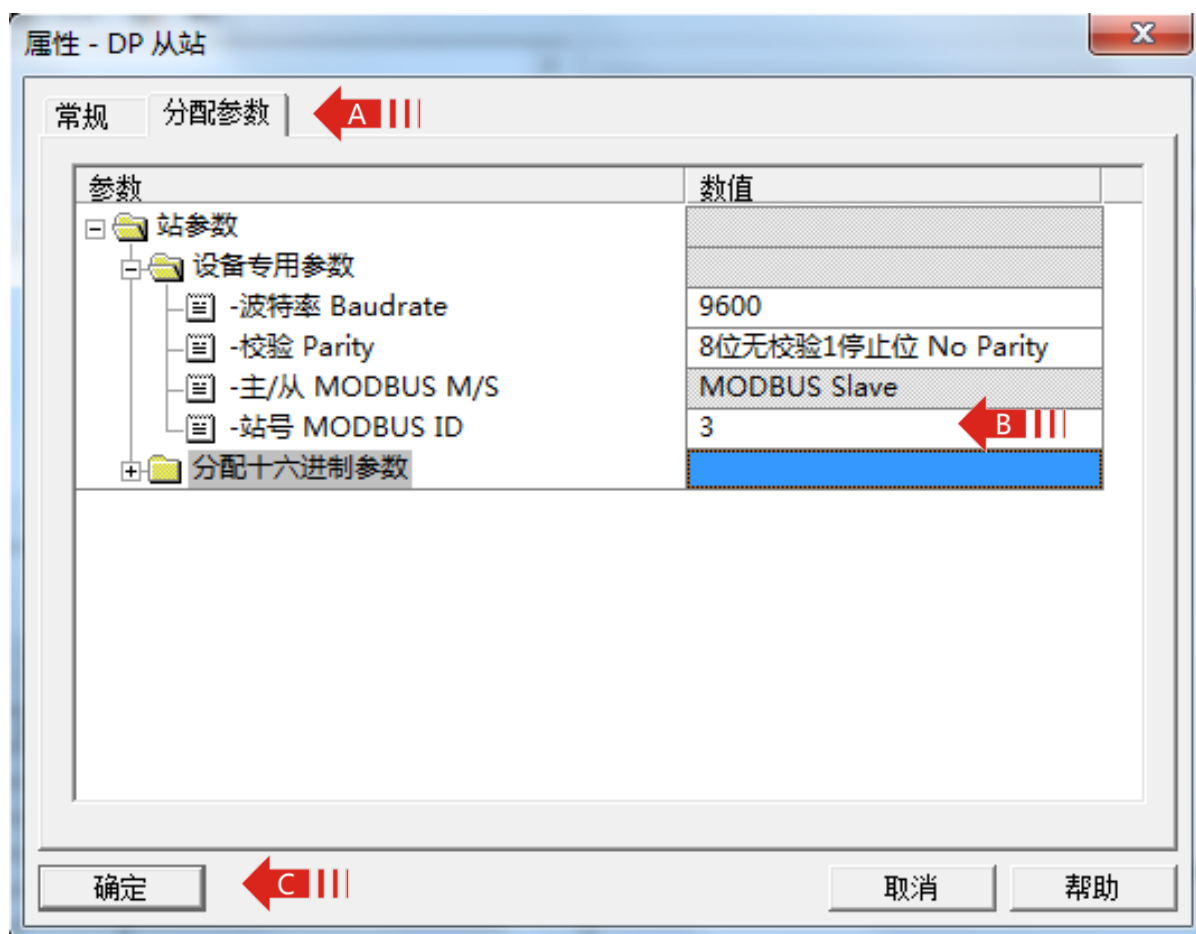 属性 - DP 从站
常规 分配参数 A
参数 数值
站参数
设备专用参数
-波特率 Baudrate 9600
-校验 Parity 8位无校验1停止位 No Parity
-主/从 MODBUS M/S MODBUS Slave
-站号 MODBUS ID 3 B
分配十六进制参数
确定 C 取消 帮助